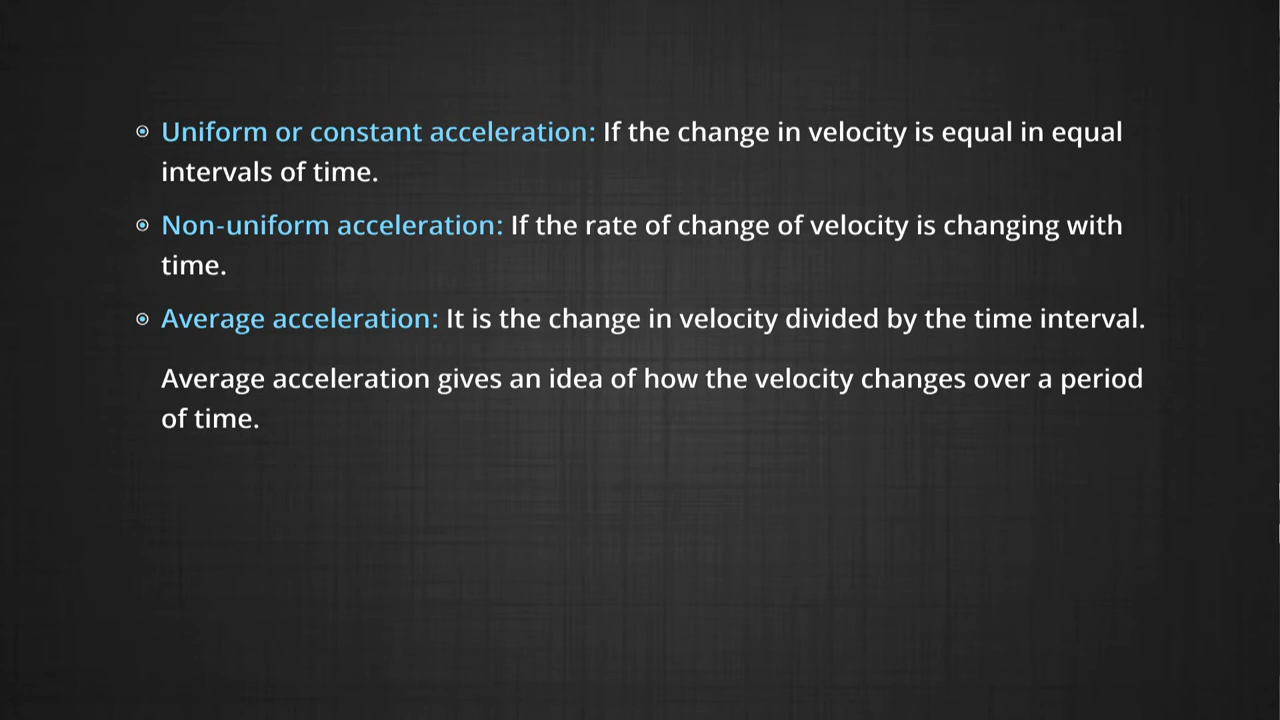 Uniform or constant acceleration: If the change in velocity is equal in equal
intervals of time.
Non-uniform acceleration: If the rate of change of velocity is changing with
time.
Average acceleration: It is the change in velocity divided by the time interval.
Average acceleration gives an idea of how the velocity changes over a period
of time.